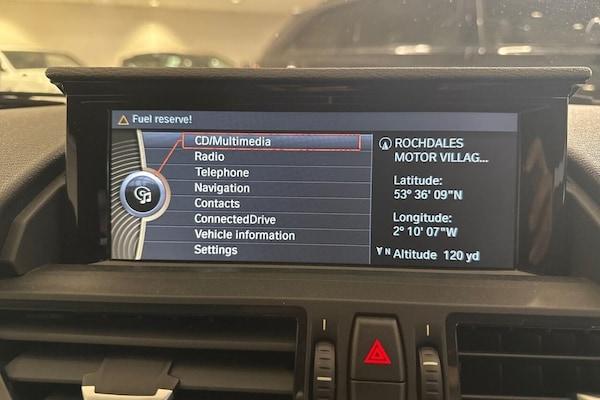 Fuel reserve!
CD/Multimedia
Radio
Telephone
Navigation
Contacts
ConnectedDrive
Vehicle information
Settings
ROCHDALES
MOTOR VILLAG...
Latitude:
53° 36' 09"N
Longitude:
2° 10' 07"W
N Altitude 120 yd